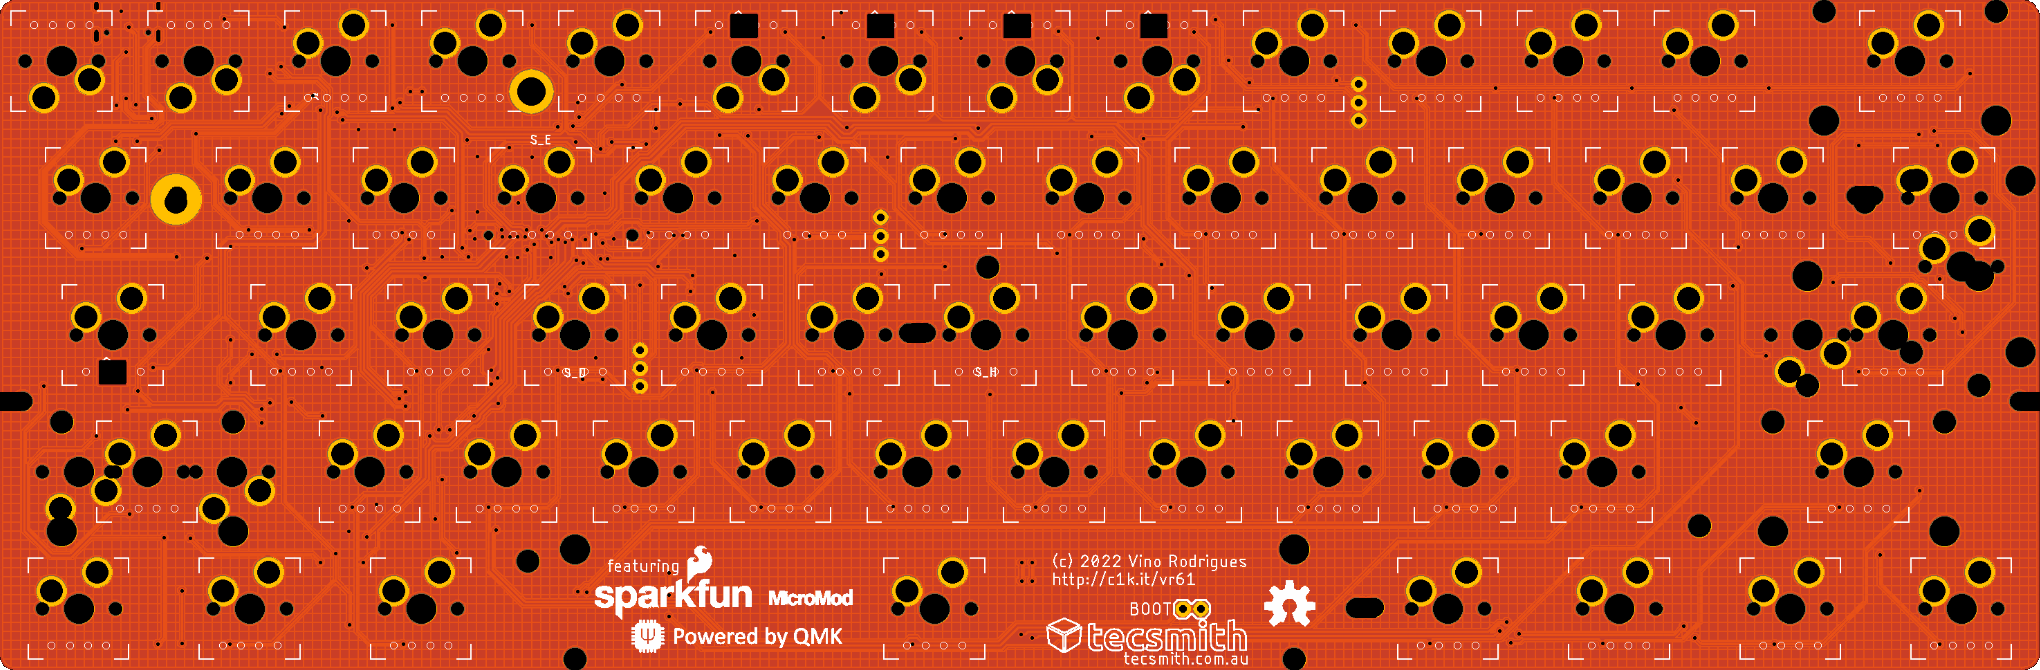 S_E
S_D
S_H
featuring
sparkfun MicroMod
Powered by QMK
(c) 2022 Vino Rodrigues
http://c1k.it/vr61
BOOT
tecsmith
tecsmith.com.au